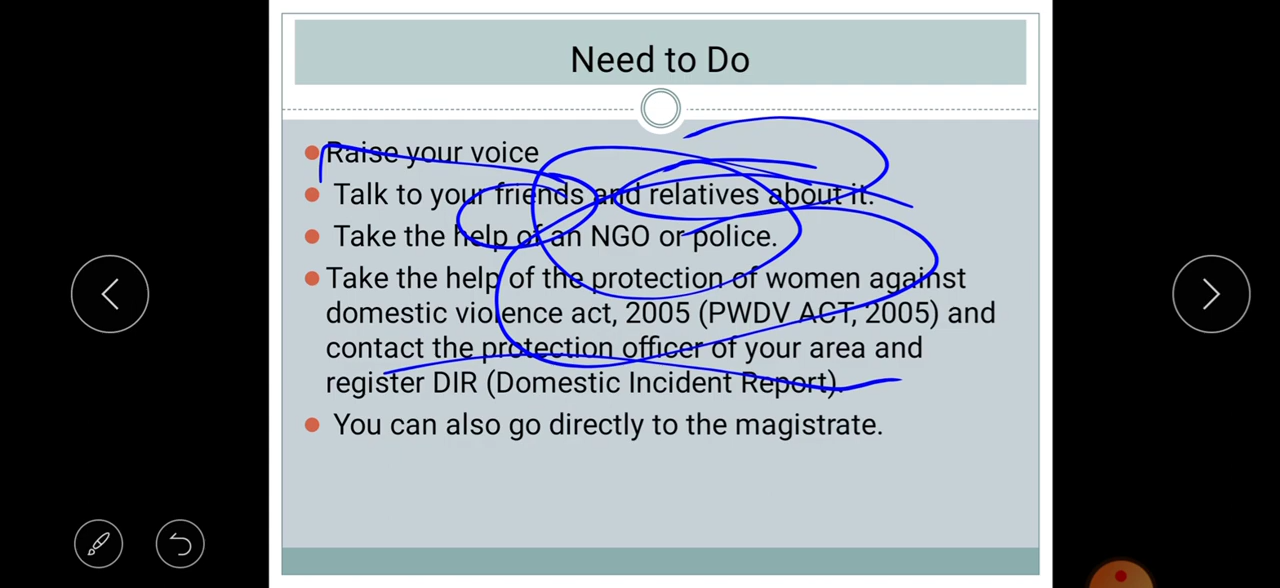 Need to Do
Raise your voice
Talk to your friends and relatives about it.
Take the help of an NGO or police.
Take the help of the protection of women against
domestic violence act, 2005 (PWDV ACT, 2005) and
contact the protection officer of your area and
register DIR (Domestic Incident Report).
You can also go directly to the magistrate.